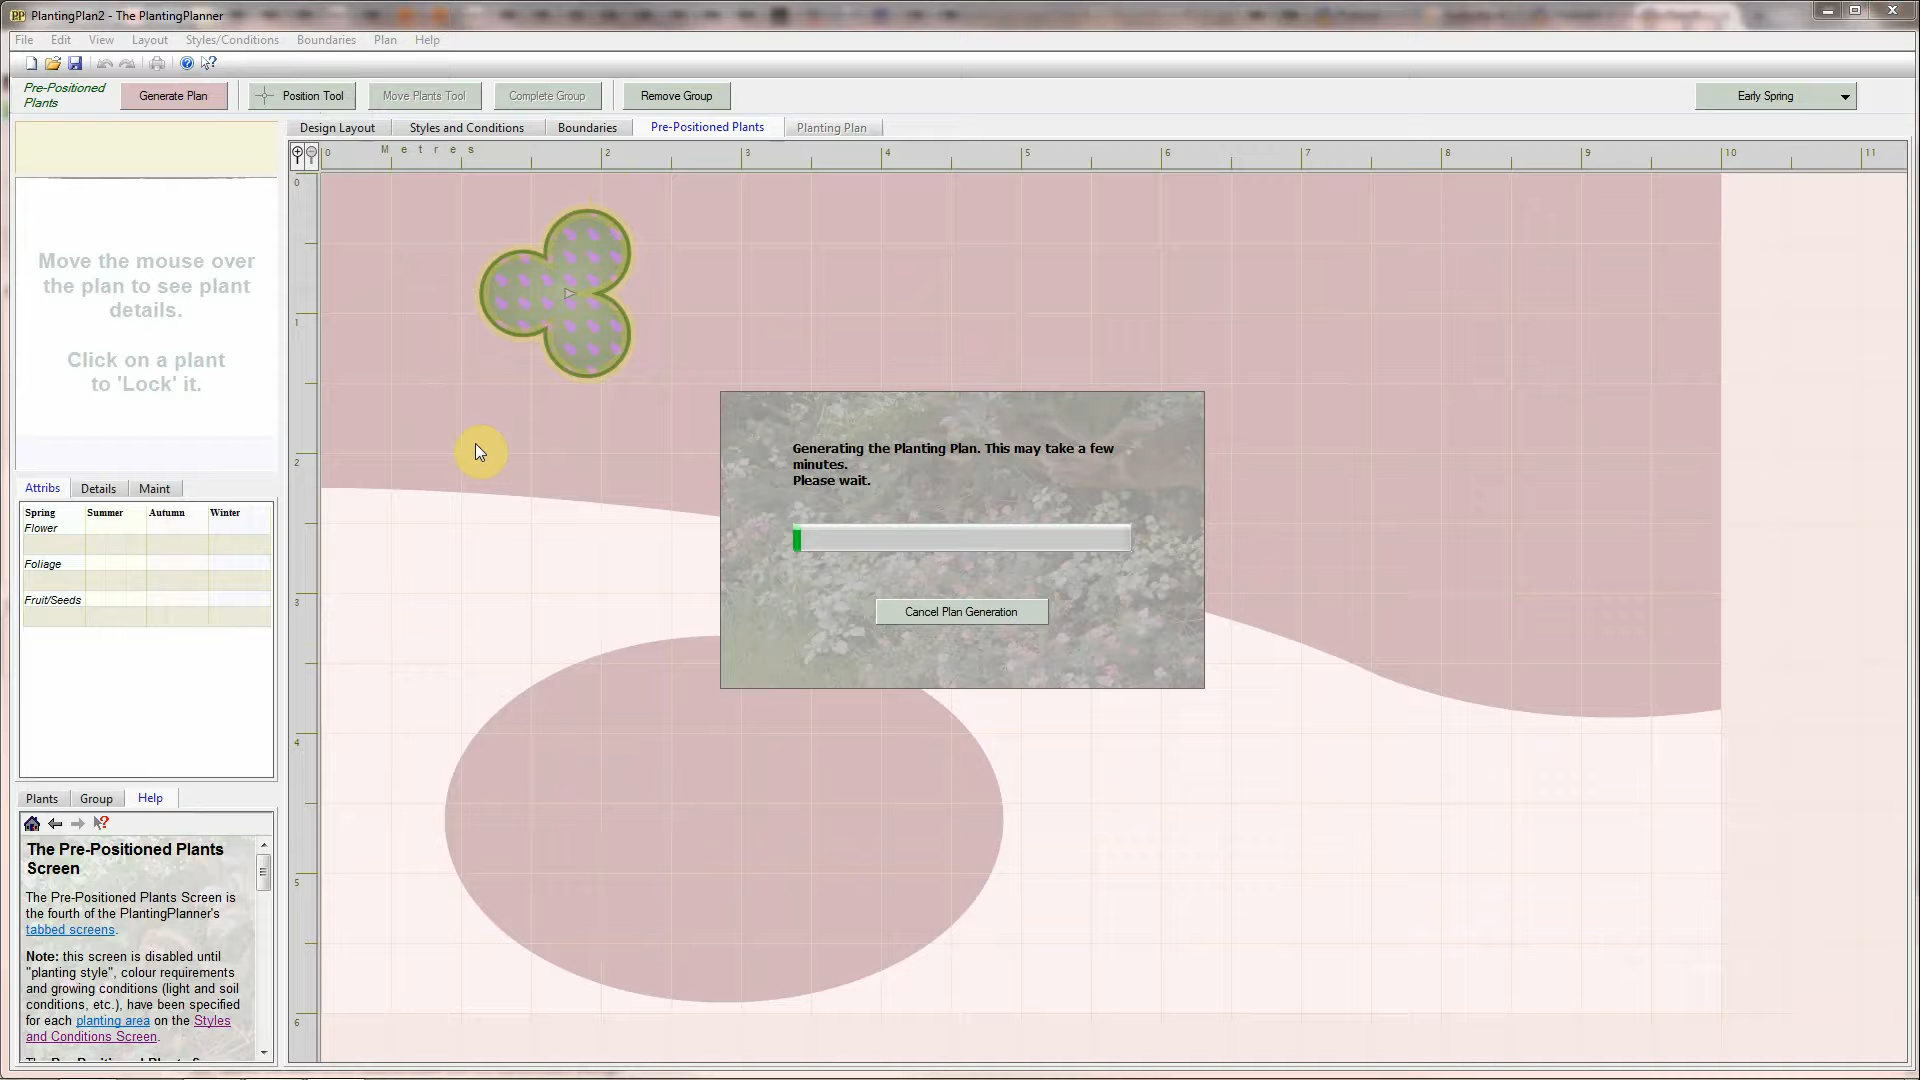 PlantingPlan2 - The PlantingPlanner
File Edit View Layout Styles/Conditions Boundaries Plan Help
Pre-Positioned
Plants
Generate Plan
Position Tool
Move Plants Tool
Complete Group
Remove Group
Early Spring
Design Layout
Styles and Conditions
Boundaries
Pre-Positioned Plants
Planting Plan
Metres
0 2 3 4 5 6 7 8 9 10 11
0
1
2
3
4
5
6
Move the mouse over
the plan to see plant
details.
Click on a plant
to 'Lock' it.
Attribs Details Maint
Spring Summer Autumn Winter
Flower
Foliage
Fruit/Seeds
Generating the Planting Plan. This may take a few
minutes.
Please wait.
Cancel Plan Generation
Plants Group Help
The Pre-Positioned Plants
Screen
The Pre-Positioned Plants Screen is
the fourth of the PlantingPlanner's
tabbed screens.
Note: this screen is disabled until
"planting style", colour requirements
and growing conditions (light and soil
conditions, etc.), have been specified
for each planting area on the Styles
and Conditions Screen.